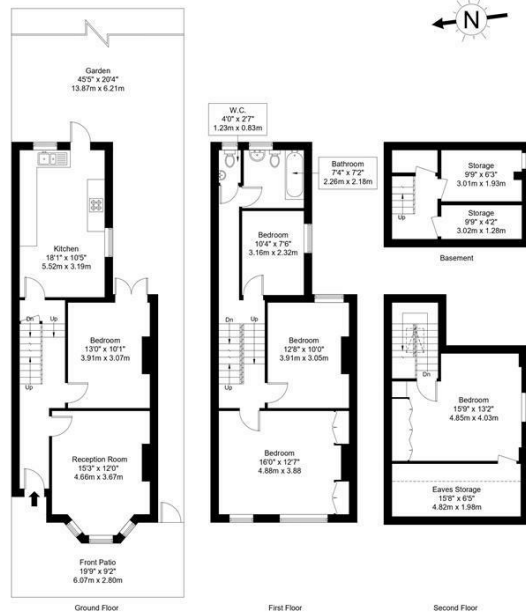 N
Garden
45'5" x 20'4"
13.87m x 6.21m
W.C.
4'0" x 2'7"
1.23m x 0.83m
Bathroom
7'4" x 7'2"
2.26m x 2.18m
Storage
9'9" x 6'3"
3.01m x 1.93m
Storage
9'9" x 4'2"
3.02m x 1.28m
Up
Basement
Kitchen
18'1" x 10'5"
5.52m x 3.19m
Bedroom
10'4" x 7'6"
3.16m x 2.32m
Dn
Up
Up
Bedroom
13'0" x 10'1"
3.91m x 3.07m
Dn
Up
Up
Bedroom
12'8" x 10'0"
3.91m x 3.05m
Dn
Bedroom
15'9" x 13'2"
4.85m x 4.03m
Reception Room
15'3" x 12'0"
4.66m x 3.67m
Bedroom
16'0" x 12'7"
4.88m x 3.88
Eaves Storage
15'8" x 6'5"
4.82m x 1.98m
Front Patio
19'9" x 9'2"
6.07m x 2.80m
Ground Floor
First Floor
Second Floor